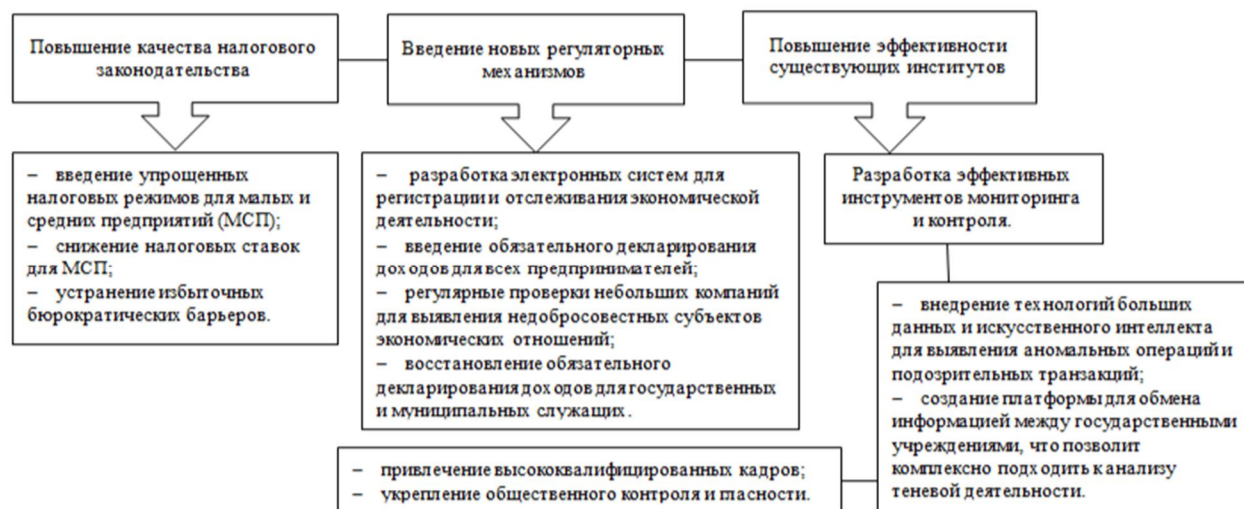 Повышение качества налогового
законодательства
Введение новых регуляторных
механизмов
Повышение эффективности
существующих институтов
– введение упрощенных
налоговых режимов для малых и
средних предприятий (МСП);
– снижение налоговых ставок
для МСП;
– устранение избыточных
бюрократических барьеров.
– разработка электронных систем для
регистрации и отслеживания экономической
деятельности;
– введение обязательного декларирования
доходов для всех предпринимателей;
– регулярные проверки небольших компаний
для выявления недобросовестных субъектов
экономических отношений;
– восстановление обязательного
декларирования доходов для государственных
и муниципальных служащих.
Разработка эффективных
инструментов мониторинга
и контроля.
– внедрение технологий больших
данных и искусственного интеллекта
для выявления аномальных операций и
подозрительных транзакций;
– создание платформы для обмена
информацией между государственными
учреждениями, что позволит
комплексно подходить к анализу
теневой деятельности.
– привлечение высококвалифицированных кадров;
– укрепление общественного контроля и гласности.